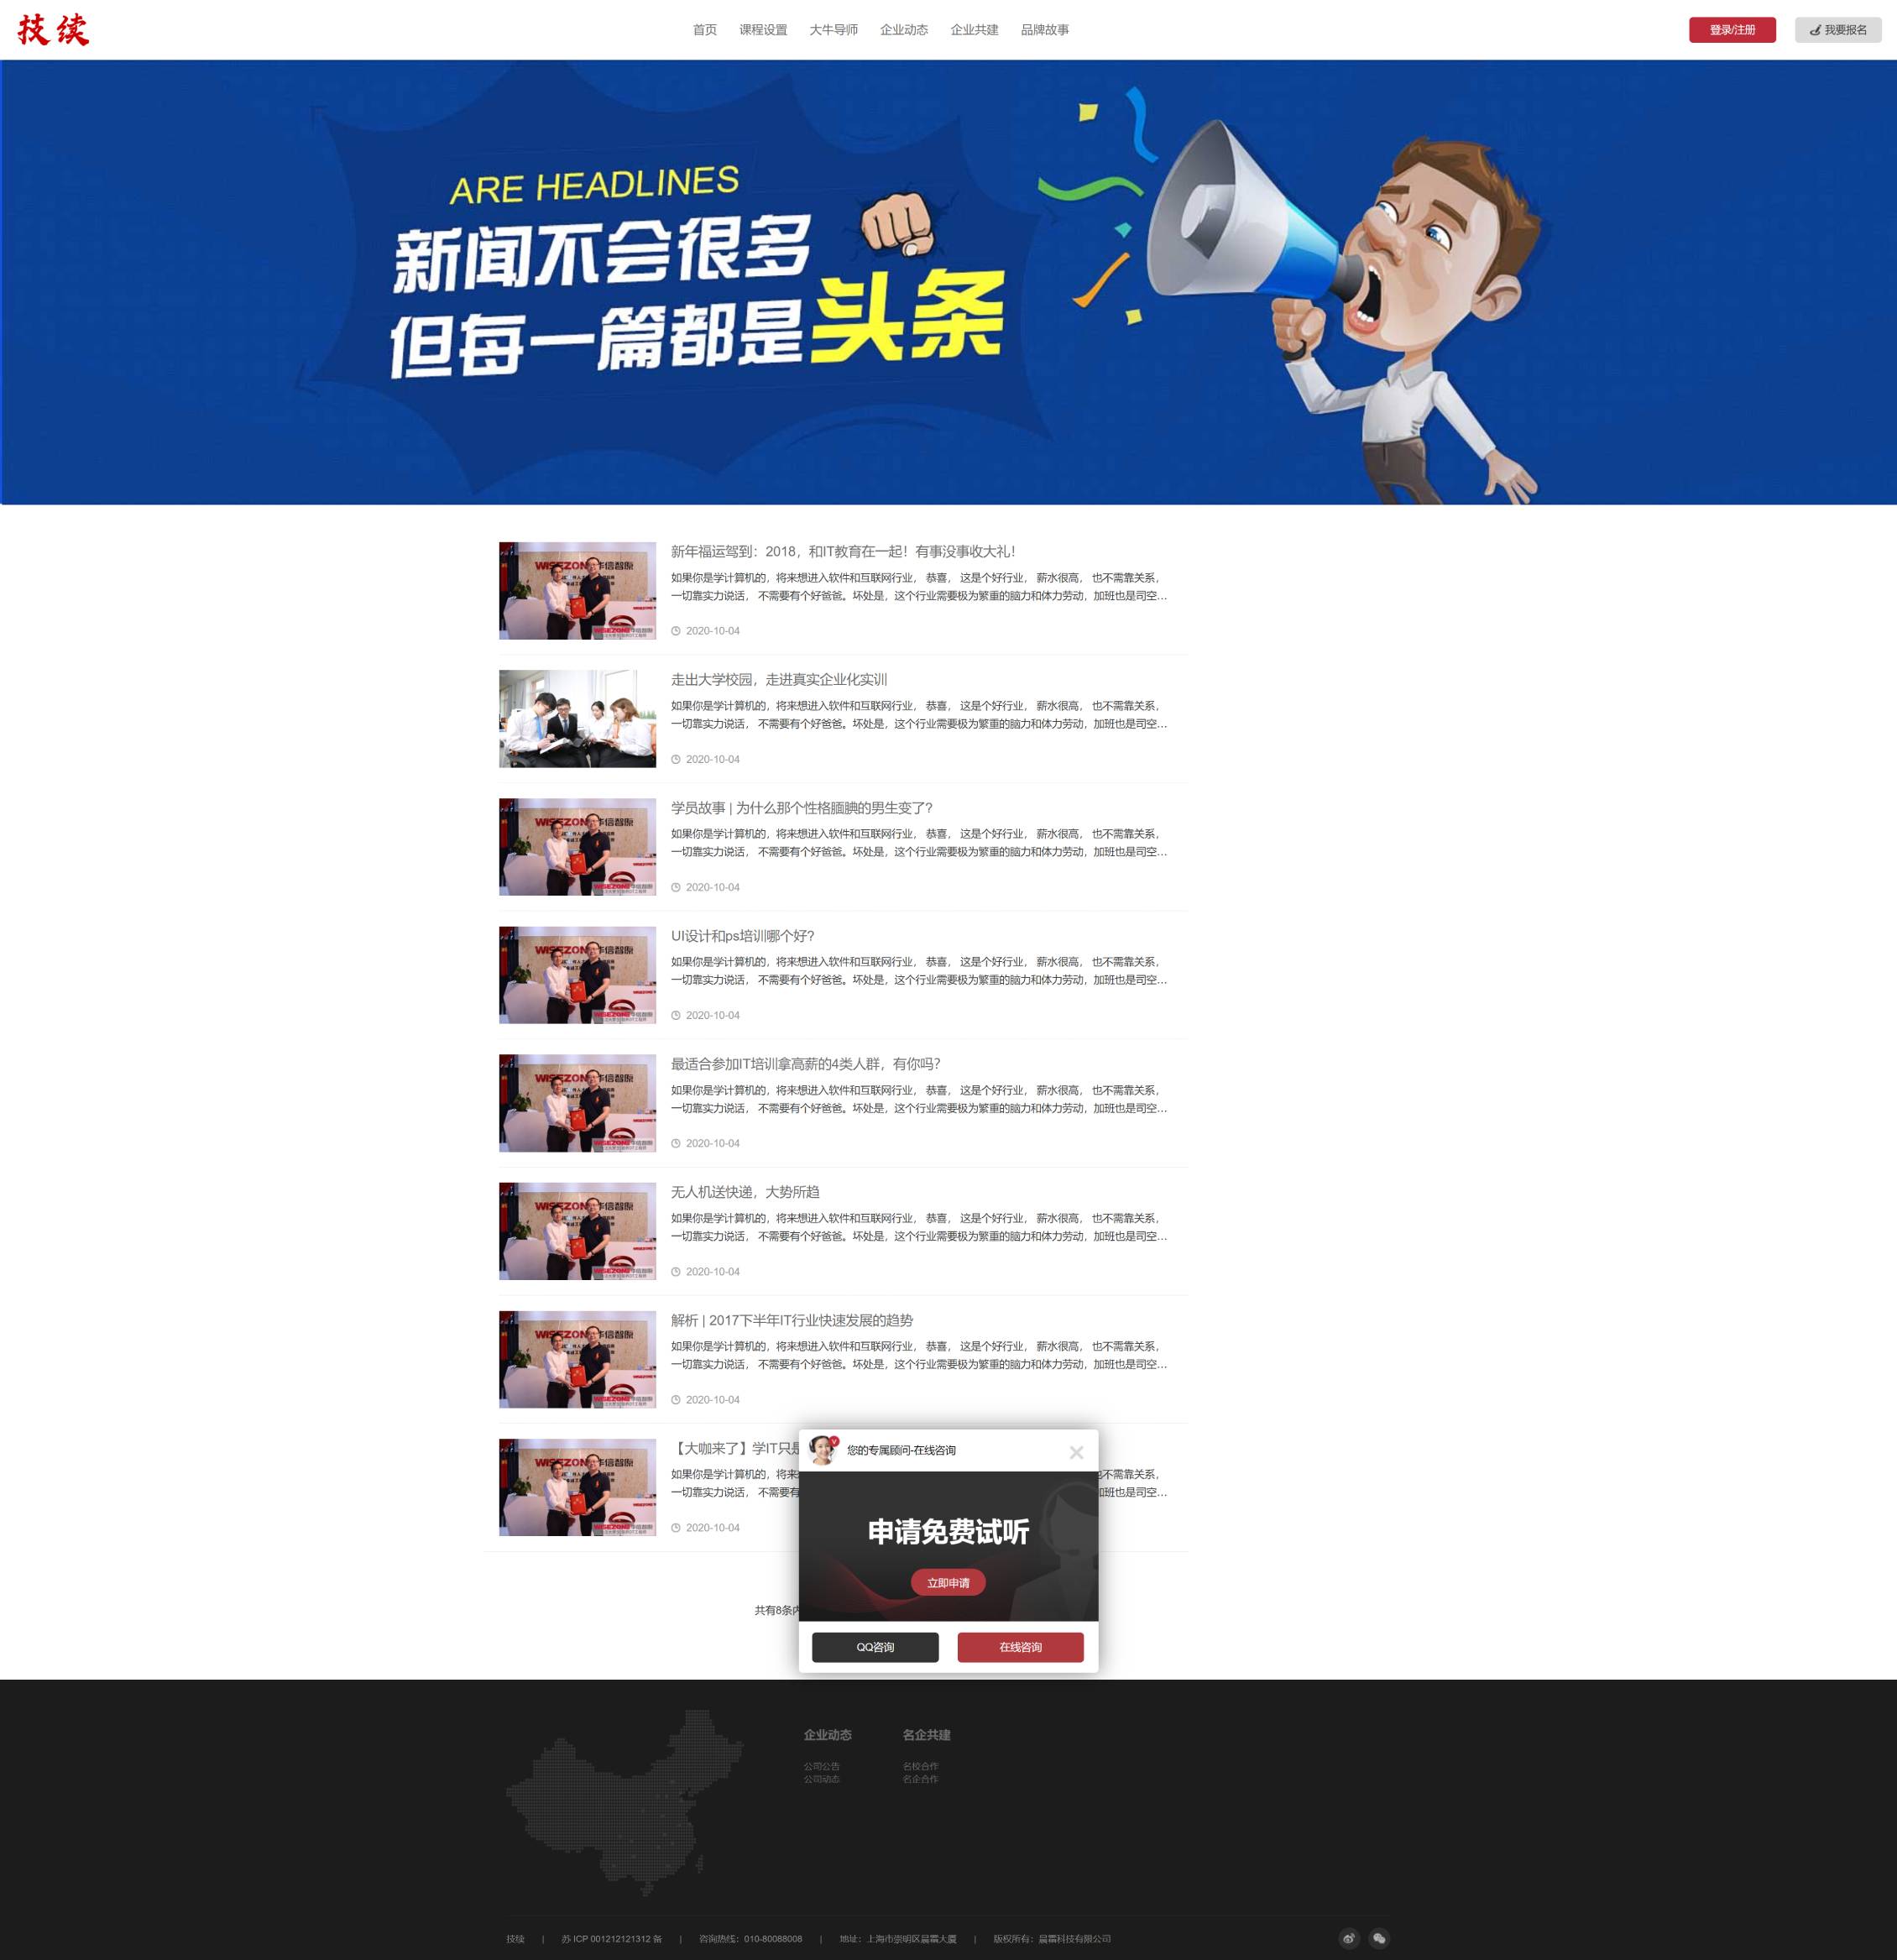 技续
首页 课程设置 大牛导师 企业动态 企业共建 品牌故事
登录/注册 我要报名
ARE HEADLINES
新闻不会很多
但每一篇都是头条
WISEZON 华信智原
新年福运驾到：2018，和IT教育在一起！有事没事收大礼！
如果你是学计算机的，将来想进入软件和互联网行业， 恭喜， 这是个好行业， 薪水很高， 也不需靠关系，
一切靠实力说话， 不需要有个好爸爸。坏处是，这个行业需要极为繁重的脑力和体力劳动，加班也是司空…
2020-10-04
走出大学校园，走进真实企业化实训
如果你是学计算机的，将来想进入软件和互联网行业， 恭喜， 这是个好行业， 薪水很高， 也不需靠关系，
一切靠实力说话， 不需要有个好爸爸。坏处是，这个行业需要极为繁重的脑力和体力劳动，加班也是司空…
2020-10-04
学员故事 | 为什么那个性格腼腆的男生变了?
如果你是学计算机的，将来想进入软件和互联网行业， 恭喜， 这是个好行业， 薪水很高， 也不需靠关系，
一切靠实力说话， 不需要有个好爸爸。坏处是，这个行业需要极为繁重的脑力和体力劳动，加班也是司空…
2020-10-04
UI设计和ps培训哪个好?
如果你是学计算机的，将来想进入软件和互联网行业， 恭喜， 这是个好行业， 薪水很高， 也不需靠关系，
一切靠实力说话， 不需要有个好爸爸。坏处是，这个行业需要极为繁重的脑力和体力劳动，加班也是司空…
2020-10-04
最适合参加IT培训拿高薪的4类人群，有你吗?
如果你是学计算机的，将来想进入软件和互联网行业， 恭喜， 这是个好行业， 薪水很高， 也不需靠关系，
一切靠实力说话， 不需要有个好爸爸。坏处是，这个行业需要极为繁重的脑力和体力劳动，加班也是司空…
2020-10-04
无人机送快递，大势所趋
如果你是学计算机的，将来想进入软件和互联网行业， 恭喜， 这是个好行业， 薪水很高， 也不需靠关系，
一切靠实力说话， 不需要有个好爸爸。坏处是，这个行业需要极为繁重的脑力和体力劳动，加班也是司空…
2020-10-04
解析 | 2017下半年IT行业快速发展的趋势
如果你是学计算机的，将来想进入软件和互联网行业， 恭喜， 这是个好行业， 薪水很高， 也不需靠关系，
一切靠实力说话， 不需要有个好爸爸。坏处是，这个行业需要极为繁重的脑力和体力劳动，加班也是司空…
2020-10-04
【大咖来了】学IT只是
如果你是学计算机的，将来 也不需靠关系，
一切靠实力说话， 不需要有 加班也是司空…
2020-10-04
共有8条内
您的专属顾问-在线咨询
申请免费试听
立即申请
QQ咨询 在线咨询
企业动态 名企共建
公司公告 名校合作
公司动态 名企合作
技续 | 苏 ICP 001212121312 备 | 咨询热线：010-80088008 | 地址：上海市崇明区晨霸大厦 | 版权所有：晨霸科技有限公司